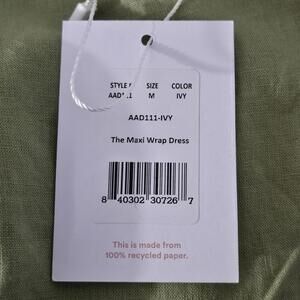 STYLE # SIZE COLOR
AAD111 M IVY
AAD111-IVY
The Maxi Wrap Dress
8 40302 30726 7
This is made from
100% recycled paper.